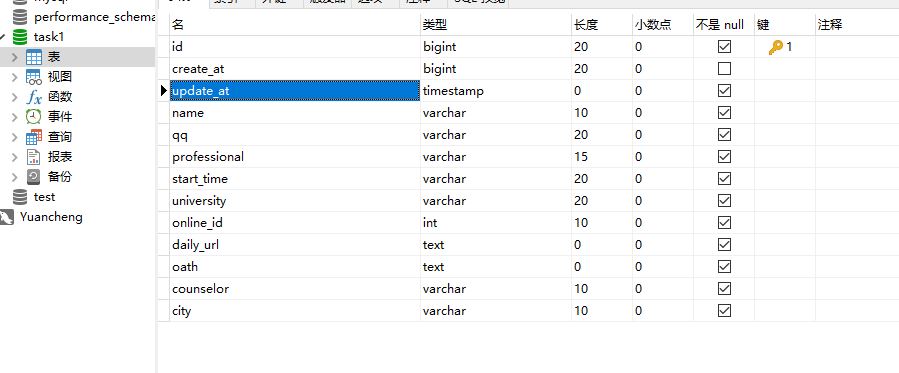 performance_schema
task1
表
视图
fx 函数
事件
查询
报表
备份
test
Yuancheng
名 类型 长度 小数点 不是 null 键 注释
id bigint 20 0 1
create_at bigint 20 0
update_at timestamp 0 0
name varchar 10 0
qq varchar 20 0
professional varchar 15 0
start_time varchar 20 0
university varchar 20 0
online_id int 10 0
daily_url text 0 0
oath text 0 0
counselor varchar 10 0
city varchar 10 0